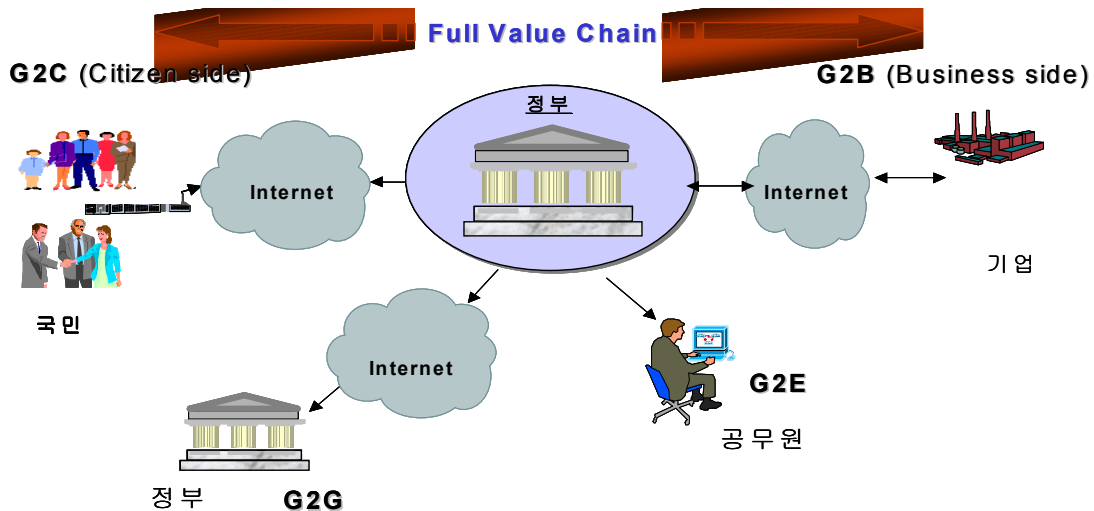 Full Value Chain
G2C (Citizen side)
G2B (Business side)
정부
Internet
Internet
기업
국민
Internet
G2E
공무원
정부
G2G